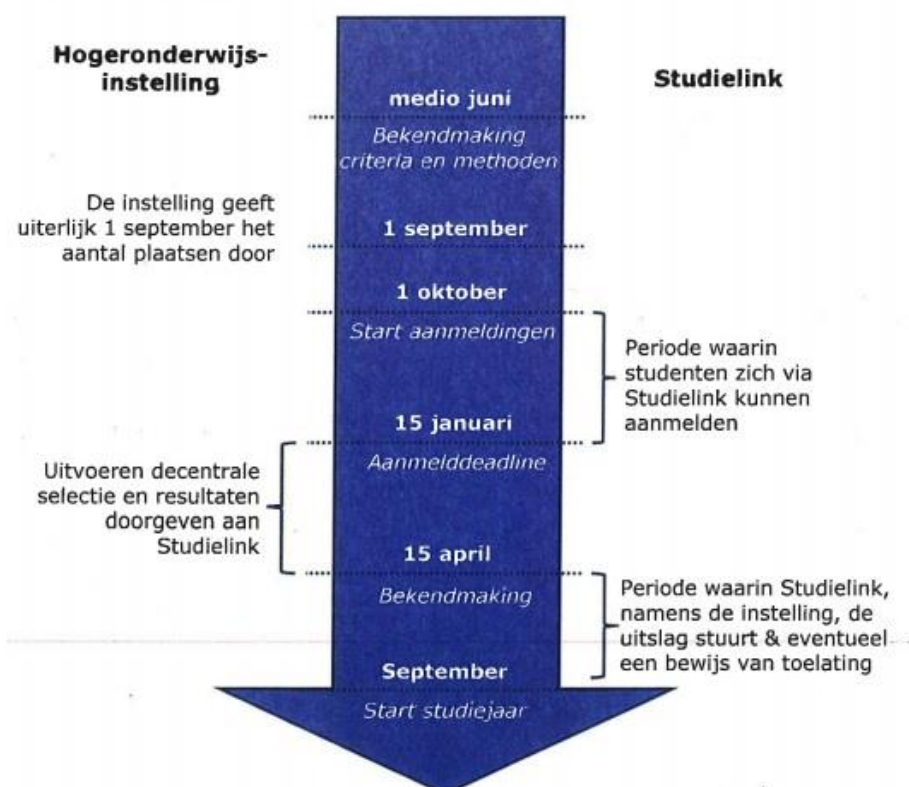 Hogeronderwijs-
instelling
Studielink
medio juni
Bekendmaking
criteria en methoden
De instelling geeft
uiterlijk 1 september het
aantal plaatsen door
1 september
1 oktober
Start aanmeldingen
Periode waarin
studenten zich via
Studielink kunnen
aanmelden
15 januari
Aanmelddeadline
Uitvoeren decentrale
selectie en resultaten
doorgeven aan
Studielink
15 april
Bekendmaking
Periode waarin Studielink,
namens de instelling, de
uitslag stuurt & eventueel
een bewijs van toelating
September
Start studiejaar